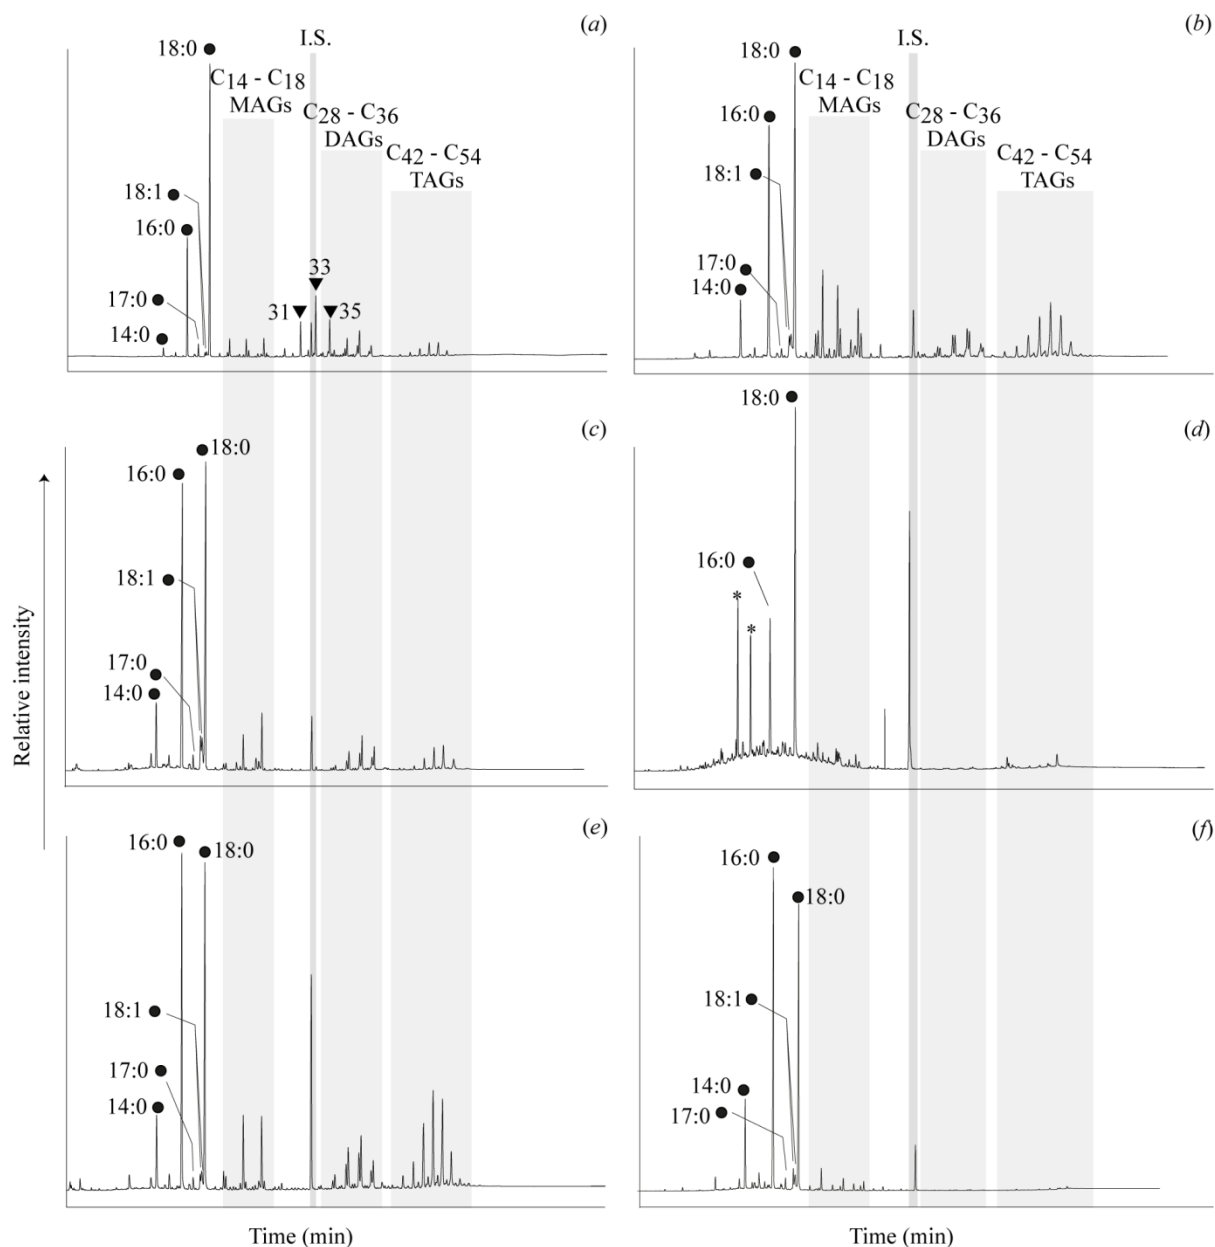 (a)
I.S.
18:0
C14 - C18
MAGs
C28 - C36
DAGs
C42 - C54
TAGs
18:1
16:0
17:0
14:0
31
33
35
(b)
I.S.
18:0
C14 - C18
MAGs
C28 - C36
DAGs
C42 - C54
TAGs
16:0
18:1
17:0
14:0
(c)
18:0
16:0
18:1
17:0
14:0
(d)
18:0
16:0
*
*
(e)
16:0
18:0
18:1
17:0
14:0
(f)
16:0
18:0
18:1
14:0
17:0
Relative intensity
Time (min)
Time (min)